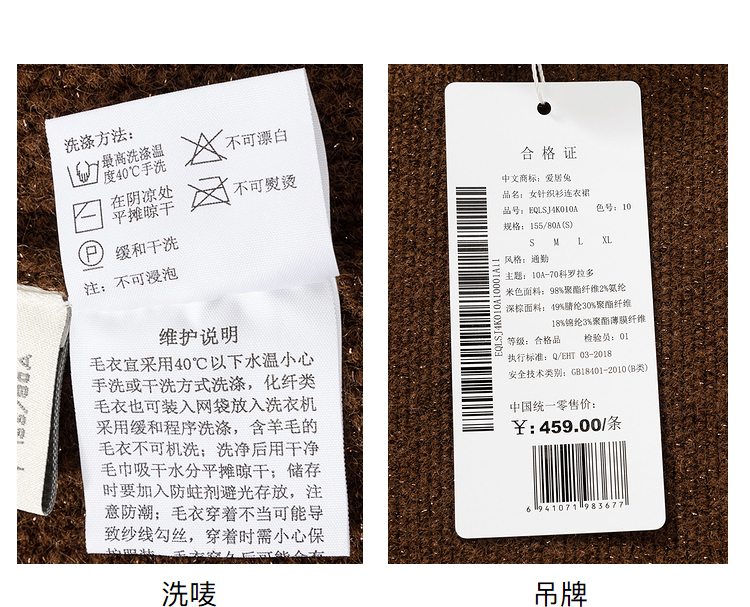 洗涤方法:
最高洗涤温
度40℃手洗
不可漂白
在阴凉处
平摊晾干
不可熨烫
P
缓和干洗
注: 不可浸泡
维护说明
毛衣宜采用40℃以下水温小心
手洗或干洗方式洗涤，化纤类
毛衣也可装入网袋放入洗衣机
采用缓和程序洗涤，含羊毛的
毛衣不可机洗；洗净后用干净
毛巾吸干水分平摊晾干；储存
时要加入防蛀剂避光存放，注
意防潮；毛衣穿着不当可能导
致纱线勾丝，穿着时需小心保
洗唛
合格证
中文商标: 爱居兔
品名: 女针织衫连衣裙
品号: EQLSJ4K010A 色号: 10
规格: 155/80A(S)
S M L XL
风格: 通勤
主题: 10A-70科罗拉多
米色面料: 98%聚酯纤维2%氨纶
深棕面料: 49%腈纶30%聚酯纤维
18%锦纶3%聚酯薄膜纤维
等级: 合格品 检验员: 01
执行标准: Q/EHT 03-2018
安全技术类别: GB18401-2010(B类)
EQLSJ4K010A10001A11
中国统一零售价:
¥: 459.00/条
6 941071 983677
吊牌